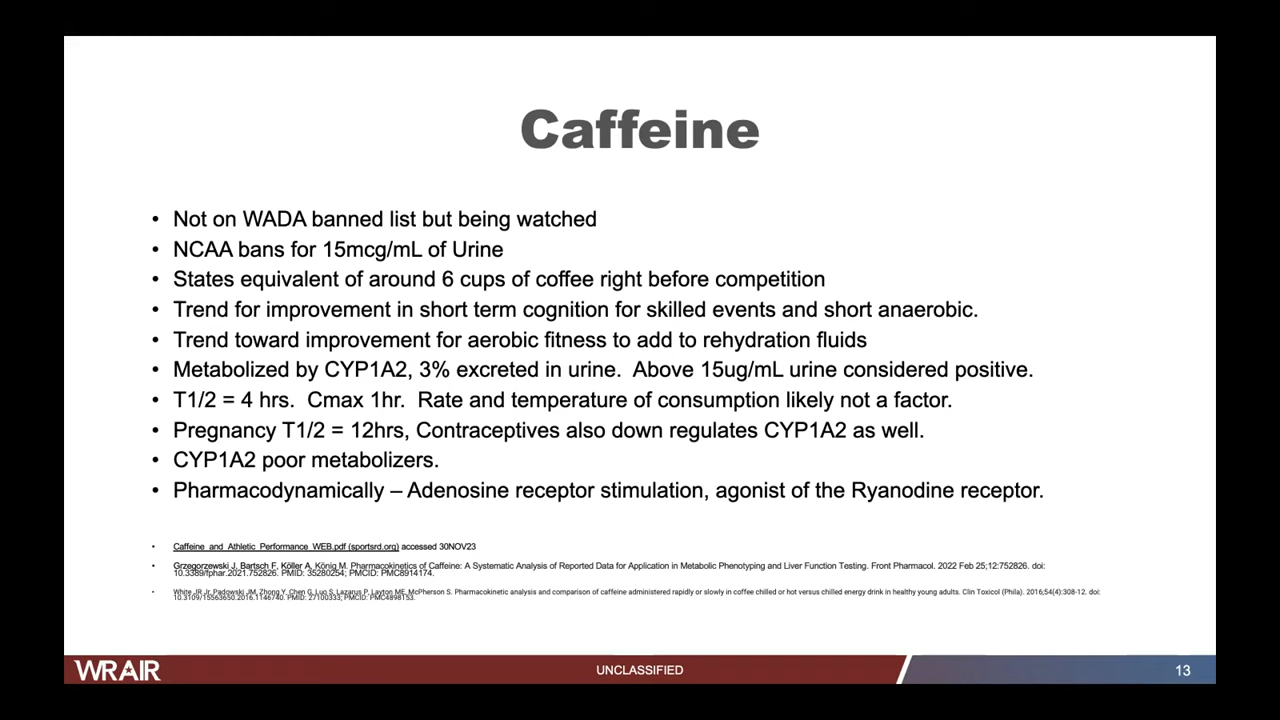 Caffeine
• Not on WADA banned list but being watched
• NCAA bans for 15mcg/mL of Urine
• States equivalent of around 6 cups of coffee right before competition
• Trend for improvement in short term cognition for skilled events and short anaerobic.
• Trend toward improvement for aerobic fitness to add to rehydration fluids
• Metabolized by CYP1A2, 3% excreted in urine.  Above 15ug/mL urine considered positive.
• T1/2 = 4 hrs.  Cmax 1hr.  Rate and temperature of consumption likely not a factor.
• Pregnancy T1/2 = 12hrs, Contraceptives also down regulates CYP1A2 as well.
• CYP1A2 poor metabolizers.
• Pharmacodynamically – Adenosine receptor stimulation, agonist of the Ryanodine receptor.
• Caffeine_and_Athletic_Performance_WEB.pdf (sportsrd.org) accessed 30NOV23
• Grzegorzewski J, Bartsch F, Köller A, König M. Pharmacokinetics of Caffeine: A Systematic Analysis of Reported Data for Application in Metabolic Phenotyping and Liver Function Testing. Front Pharmacol. 2022 Feb 25;12:752826. doi:
10.3389/fphar.2021.752826. PMID: 35280254; PMCID: PMC8914174.
• White JR Jr, Padowski JM, Zhong Y, Chen G, Luo S, Lazarus P, Layton ME, McPherson S. Pharmacokinetic analysis and comparison of caffeine administered rapidly or slowly in coffee chilled or hot versus chilled energy drink in healthy young adults. Clin Toxicol (Phila). 2016;54(4):308-12. doi:
10.3109/15563650.2016.1146740. PMID: 27100333; PMCID: PMC4898153.
WRAIR
UNCLASSIFIED
13